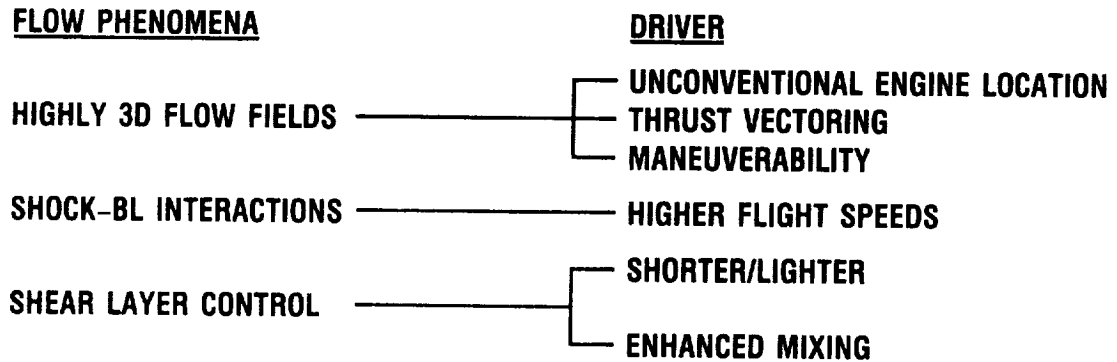 FLOW PHENOMENA
DRIVER
HIGHLY 3D FLOW FIELDS
UNCONVENTIONAL ENGINE LOCATION
THRUST VECTORING
MANEUVERABILITY
SHOCK-BL INTERACTIONS
HIGHER FLIGHT SPEEDS
SHEAR LAYER CONTROL
SHORTER/LIGHTER
ENHANCED MIXING